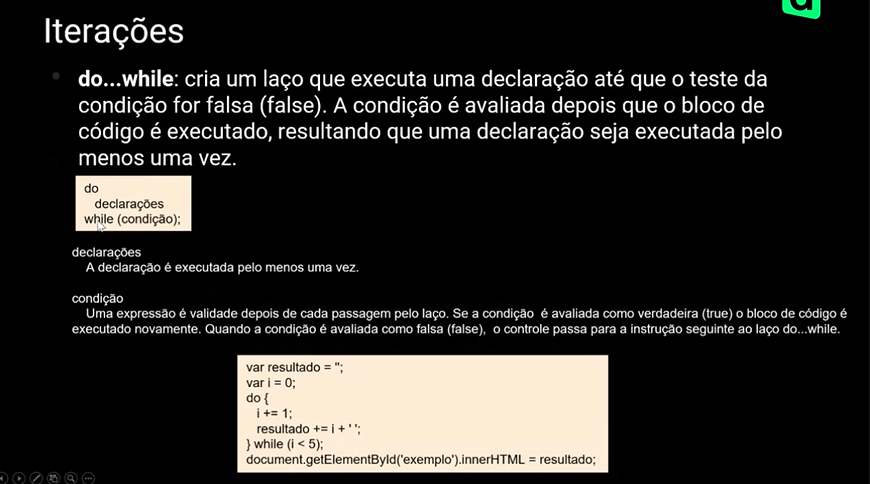 Iterações
do...while: cria um laço que executa uma declaração até que o teste da
condição for falsa (false). A condição é avaliada depois que o bloco de
código é executado, resultando que uma declaração seja executada pelo
menos uma vez.
do
declarações
while (condição);
declarações
A declaração é executada pelo menos uma vez.
condição
Uma expressão é validade depois de cada passagem pelo laço. Se a condição  é avaliada como verdadeira (true) o bloco de código é
executado novamente. Quando a condição é avaliada como falsa (false),  o controle passa para a instrução seguinte ao laço do...while.
var resultado = '';
var i = 0;
do {
i += 1;
resultado += i + ' ';
} while (i < 5);
document.getElementById('exemplo').innerHTML = resultado;